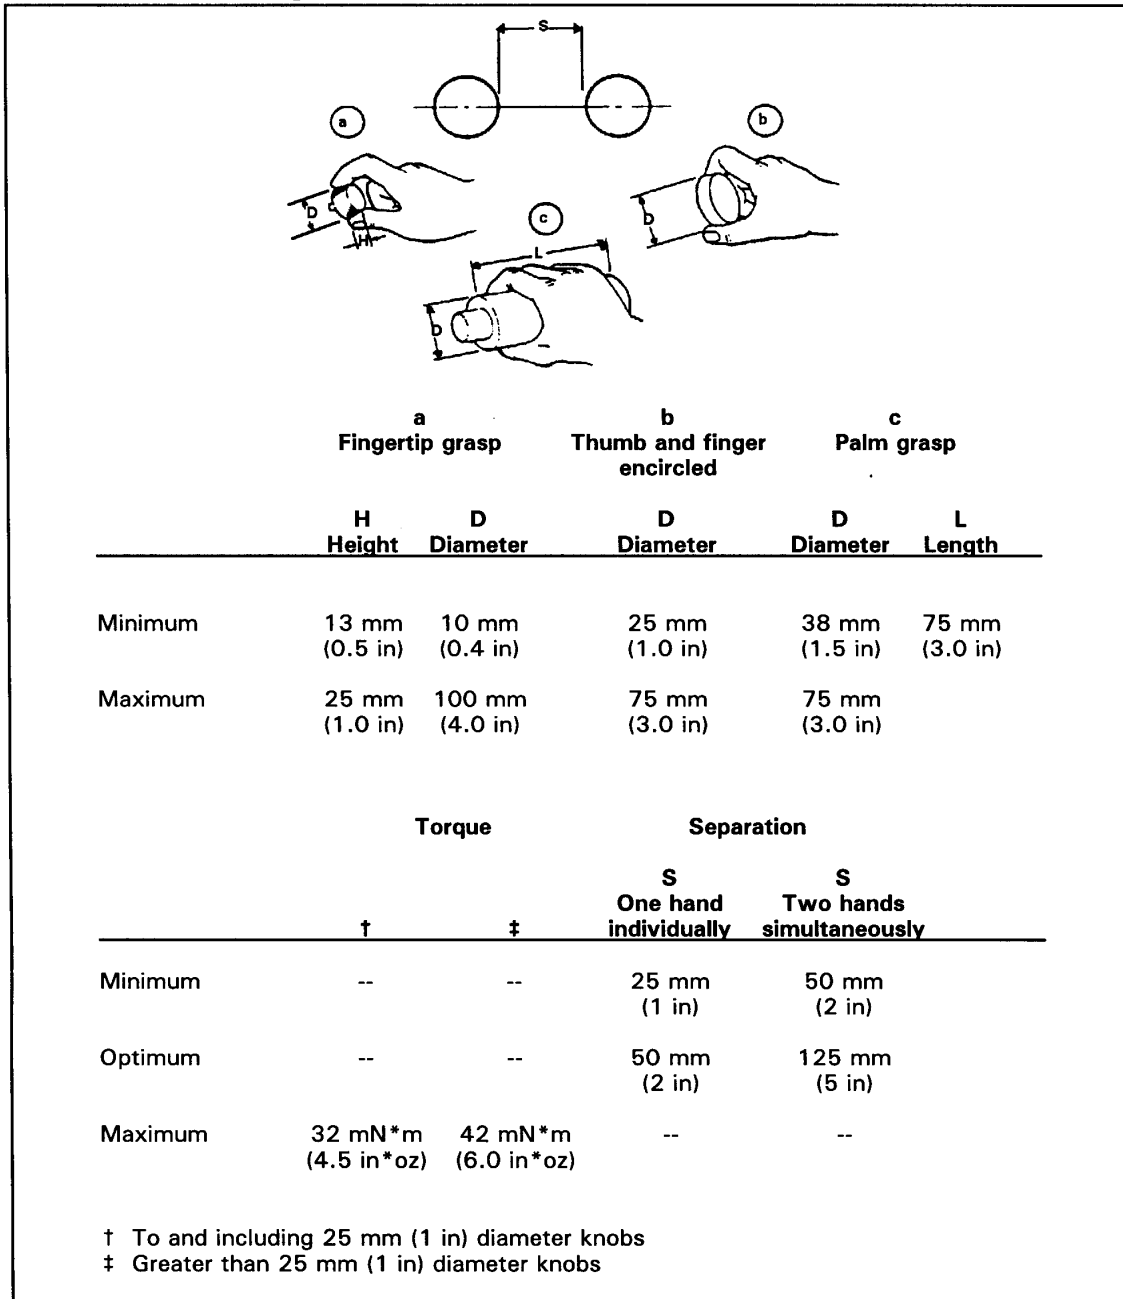 S
a
b
D
H
D
c
L
D
a b c
Fingertip grasp Thumb and finger Palm grasp
encircled
H D D D L
Height Diameter Diameter Diameter Length
Minimum 13 mm 10 mm 25 mm 38 mm 75 mm
(0.5 in) (0.4 in) (1.0 in) (1.5 in) (3.0 in)
Maximum 25 mm 100 mm 75 mm 75 mm
(1.0 in) (4.0 in) (3.0 in) (3.0 in)
Torque Separation
S S
One hand Two hands
† ‡ individually simultaneously
Minimum -- -- 25 mm 50 mm
(1 in) (2 in)
Optimum -- -- 50 mm 125 mm
(2 in) (5 in)
Maximum 32 mN*m 42 mN*m -- --
(4.5 in*oz) (6.0 in*oz)
† To and including 25 mm (1 in) diameter knobs
‡ Greater than 25 mm (1 in) diameter knobs